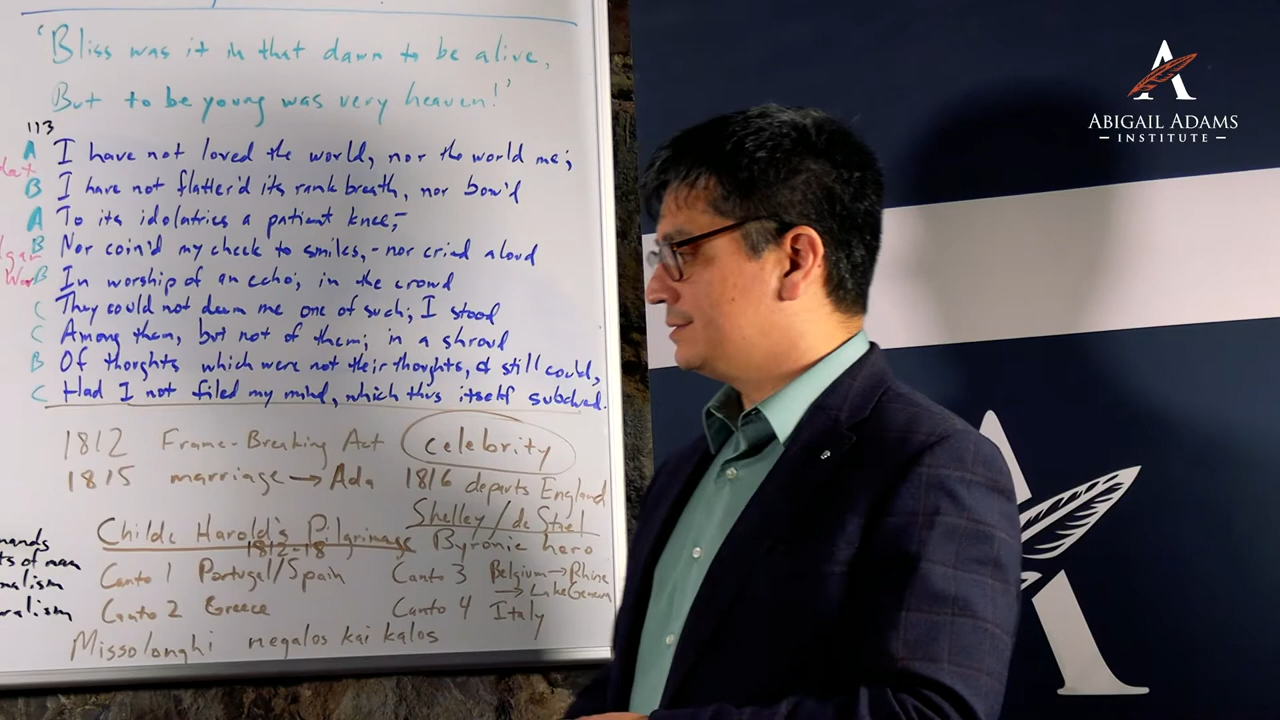 'Bliss was it in that dawn to be alive,
But to be young was very heaven!'
113
A I have not loved the world, nor the world me;
B I have not flatter'd its rank breath, nor bow'd
A To its idolatries a patient knee,-
B Nor coin'd my cheek to smiles,- nor cried aloud
B In worship of an echo; in the crowd
C They could not deem me one of such; I stood
C Among them, but not of them; in a shroud
B Of thoughts which were not their thoughts, & still could,
C Had I not filed my mind, which thus itself subdued.
1812 Frame-Breaking Act celebrity
1815 marriage → Ada 1816 departs England
Shelley / de Stael
Childe Harold's Pilgrimage Byronic hero
1812-18
Canto 1 Portugal/Spain Canto 3 Belgium → Rhine
→ Lake Geneva
Canto 2 Greece Canto 4 Italy
Missolonghi megalos kai kalos
ABIGAIL ADAMS
INSTITUTE